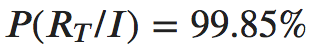 P(R_T/I) = 99.85%